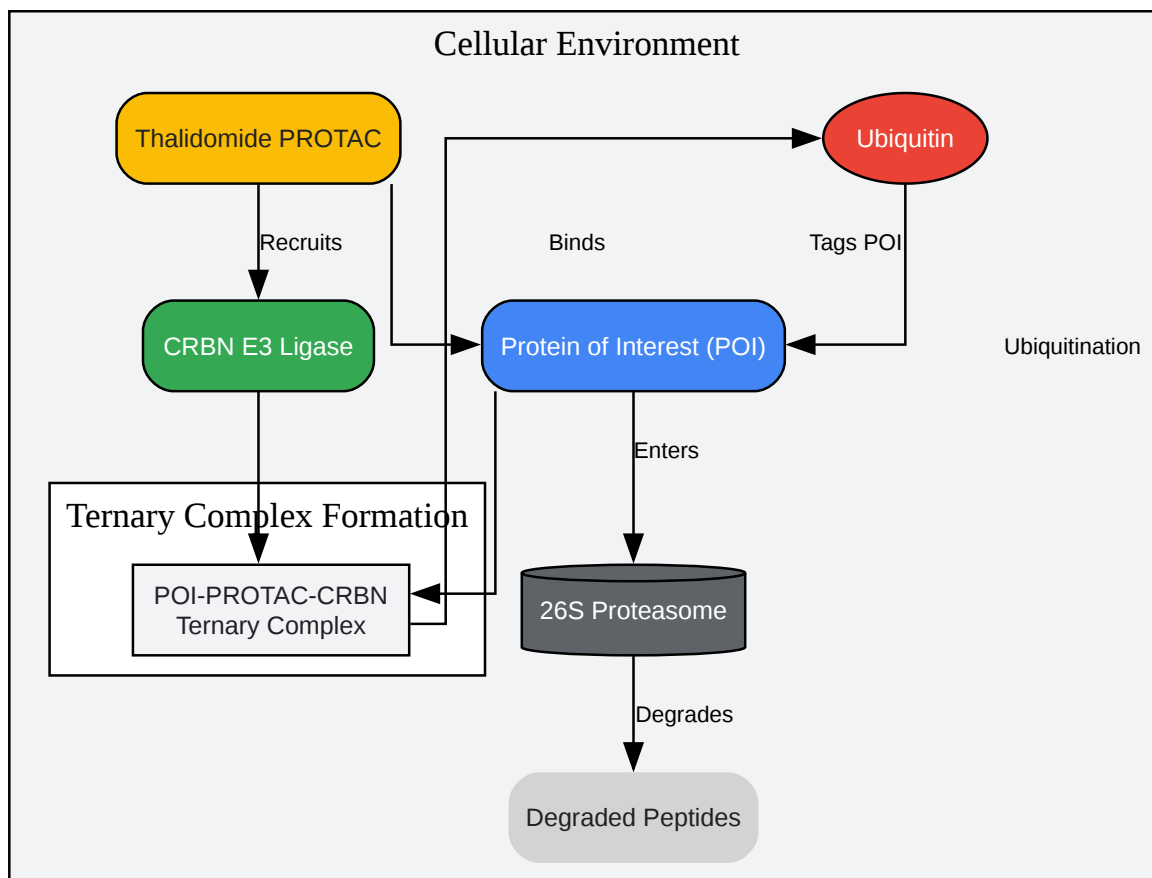 Cellular Environment
Thalidomide PROTAC
Ubiquitin
Recruits
Binds
Tags POI
CRBN E3 Ligase
Protein of Interest (POI)
Ubiquitination
Enters
Ternary Complex Formation
POI-PROTAC-CRBN
Ternary Complex
26S Proteasome
Degrades
Degraded Peptides